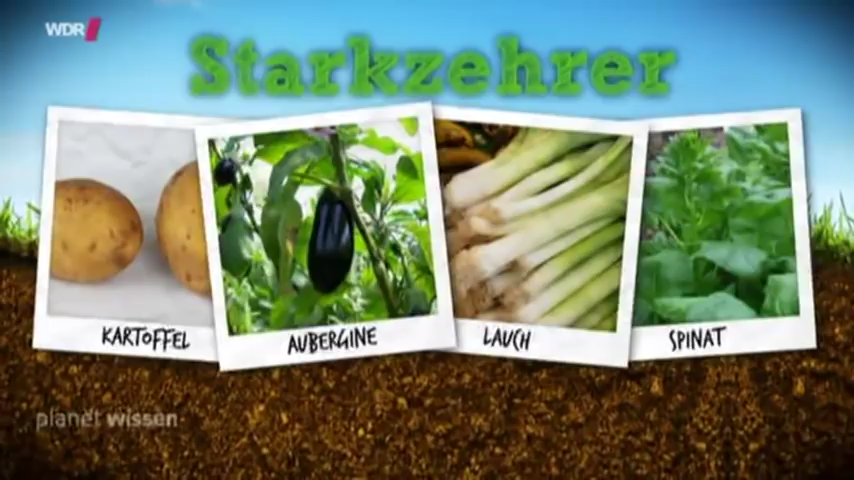 WDR
Starkzehrer
KARTOFFEL
AUBERGINE
LAUCH
SPINAT
planet wissen